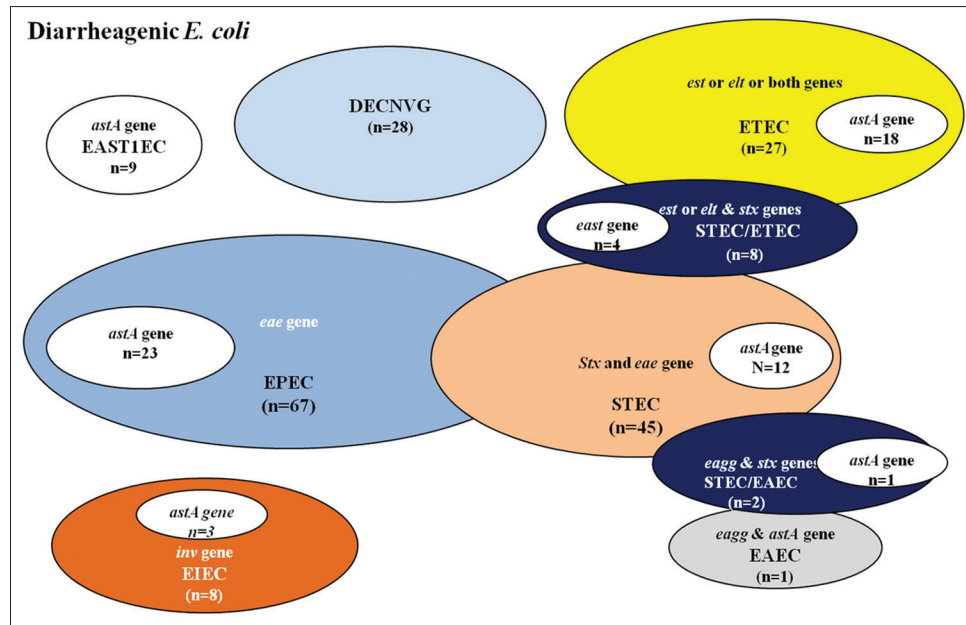 Diarrheagenic E. coli
astA gene
EAST1EC
n=9
DECNVG
(n=28)
est or elt or both genes
ETEC
(n=27)
astA gene
n=18
est or elt & stx genes
STEC/ETEC
(n=8)
east gene
n=4
eae gene
EPEC
(n=67)
astA gene
n=23
Stx and eae gene
STEC
(n=45)
astA gene
N=12
eagg & stx genes
STEC/EAEC
(n=2)
astA gene
n=1
eagg & astA gene
EAEC
(n=1)
astA gene
n=3
inv gene
EIEC
(n=8)